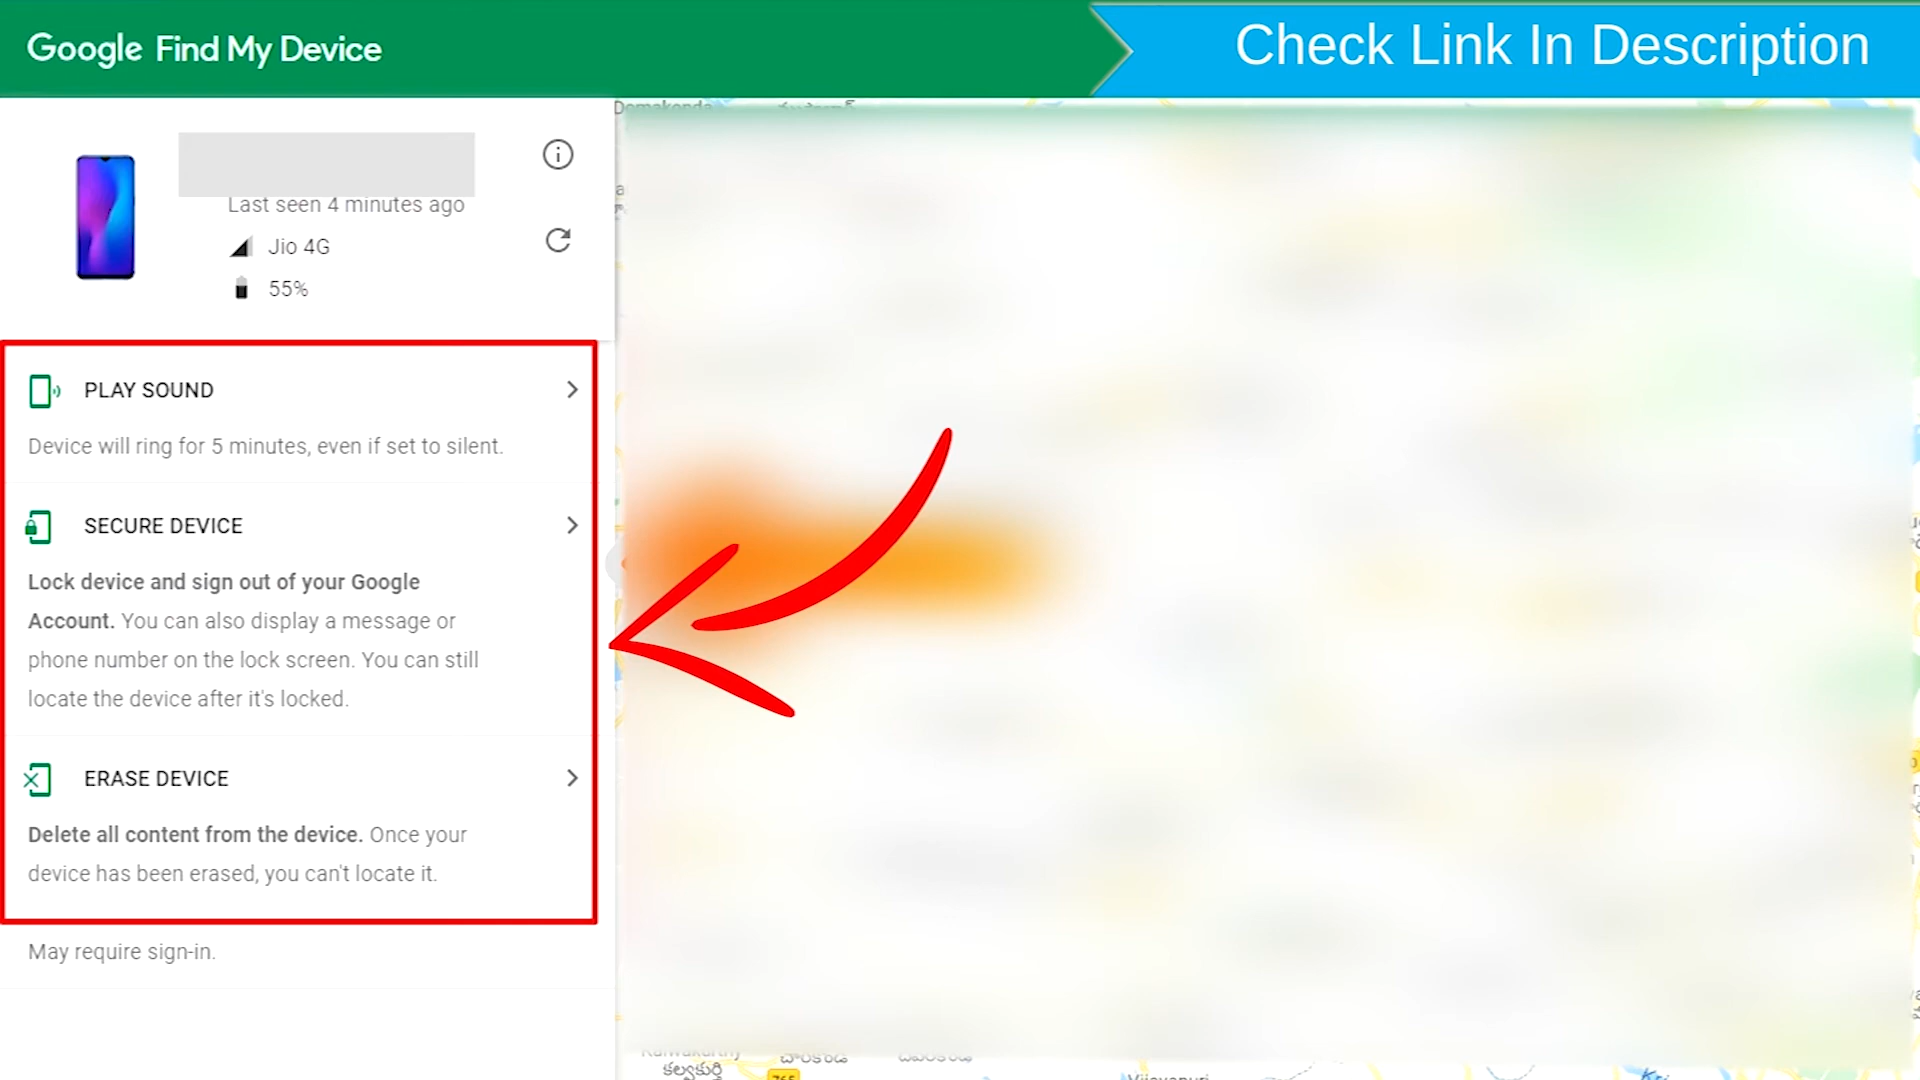 Google Find My Device
Check Link In Description
Last seen 4 minutes ago
Jio 4G
55%
PLAY SOUND
Device will ring for 5 minutes, even if set to silent.
SECURE DEVICE
Lock device and sign out of your Google
Account. You can also display a message or
phone number on the lock screen. You can still
locate the device after it's locked.
ERASE DEVICE
Delete all content from the device. Once your
device has been erased, you can't locate it.
May require sign-in.
Domakonda
కల్వకుర్తి
765